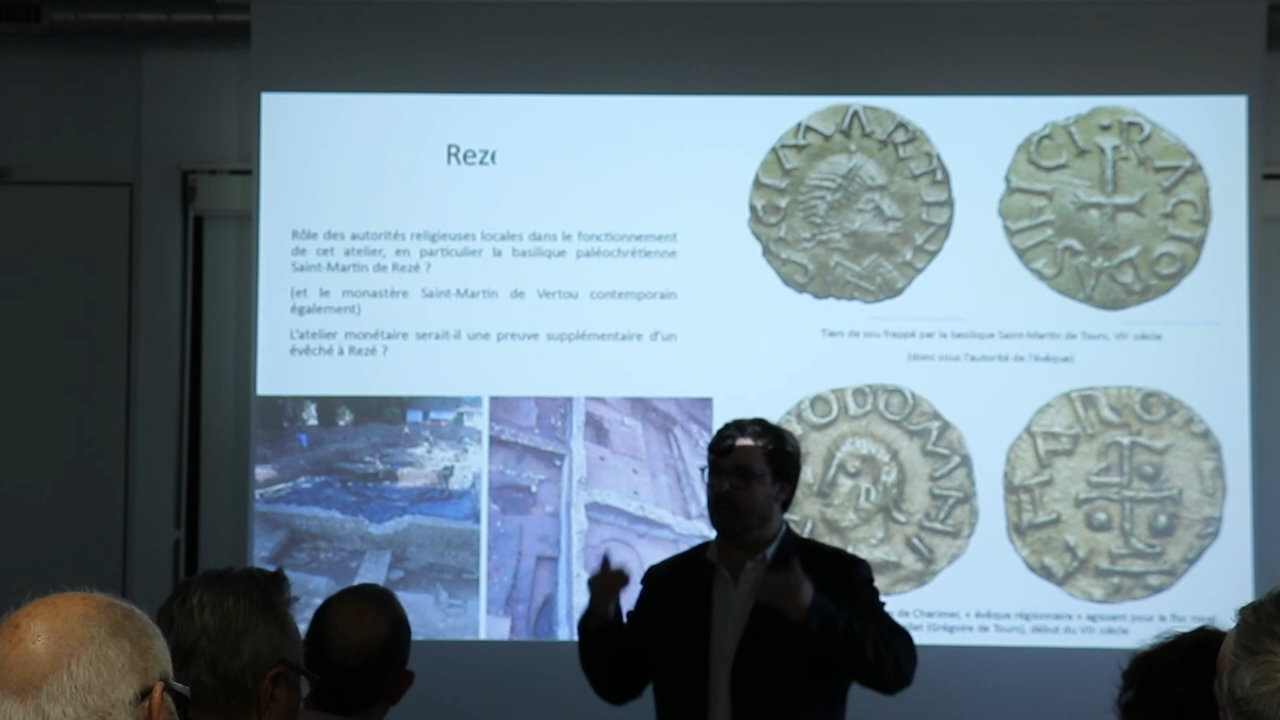 Rezé
Rôle des autorités religieuses locales dans le fonctionnement
de cet atelier, en particulier la basilique paléochrétienne
Saint-Martin de Rezé ?
(et le monastère Saint-Martin de Vertou contemporain
également)
L'atelier monétaire serait-il une preuve supplémentaire d'un
évêché à Rezé ?
Tiers de sou frappé par la basilique Saint-Martin de Tours, VIIe siècle
(donc sous l'autorité de l'évêque)
de Charimer, « évêque régionnaire » agissant pour le fisc
(Grégoire de Tours), début du VIIe siècle